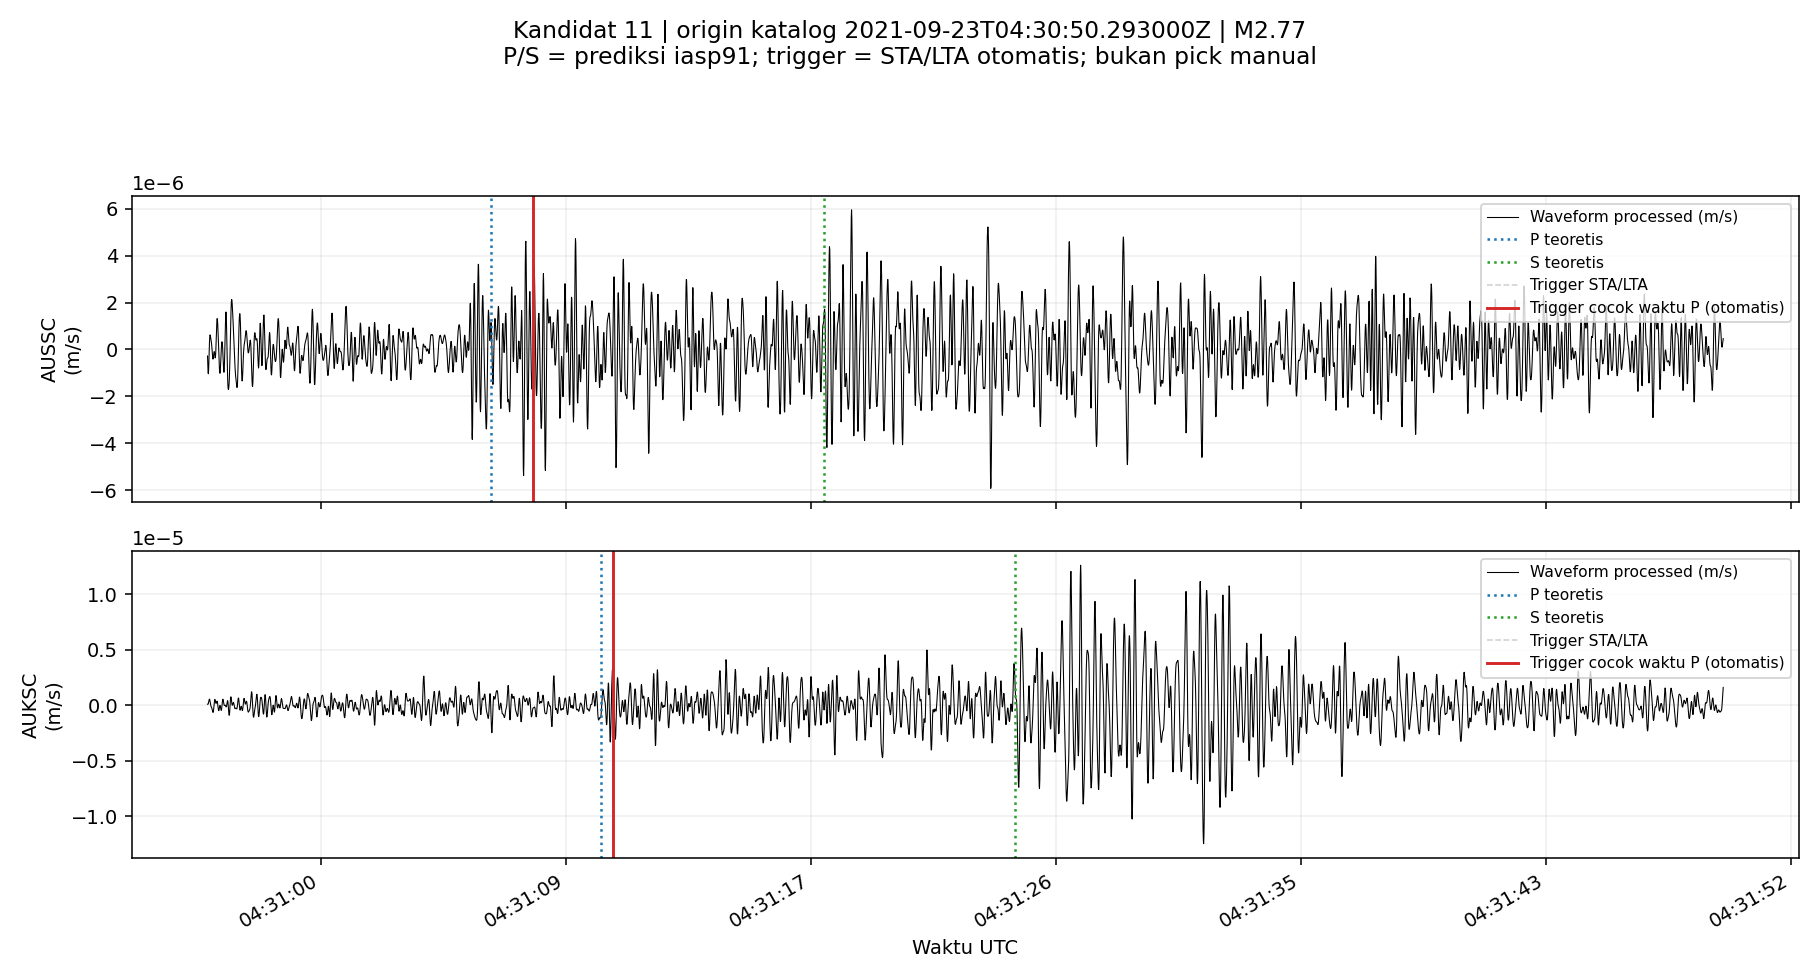 Kandidat 11 | origin katalog 2021-09-23T04:30:50.293000Z | M2.77
P/S = prediksi iasp91; trigger = STA/LTA otomatis; bukan pick manual
1e−6
6
4
2
0
−2
−4
−6
AUSSC
(m/s)
Waveform processed (m/s)
P teoretis
S teoretis
Trigger STA/LTA
Trigger cocok waktu P (otomatis)
1e−5
1.0
0.5
0.0
−0.5
−1.0
AUKSC
(m/s)
Waveform processed (m/s)
P teoretis
S teoretis
Trigger STA/LTA
Trigger cocok waktu P (otomatis)
04:31:00
04:31:09
04:31:17
04:31:26
04:31:35
04:31:43
04:31:52
Waktu UTC